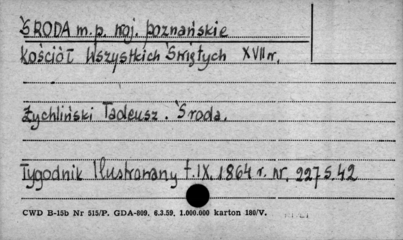 ŚRODA m.p. woj. poznańskie
Kościół Wszystkich Świętych XVII w.
Żychliński Tadeusz. Środa.
Tygodnik Ilustrowany t.IX. 1864 r. nr. 227 S.42
CWD B-15b Nr 515/P. GDA-809. 6.3.59. 1.000.000 karton 180/V.